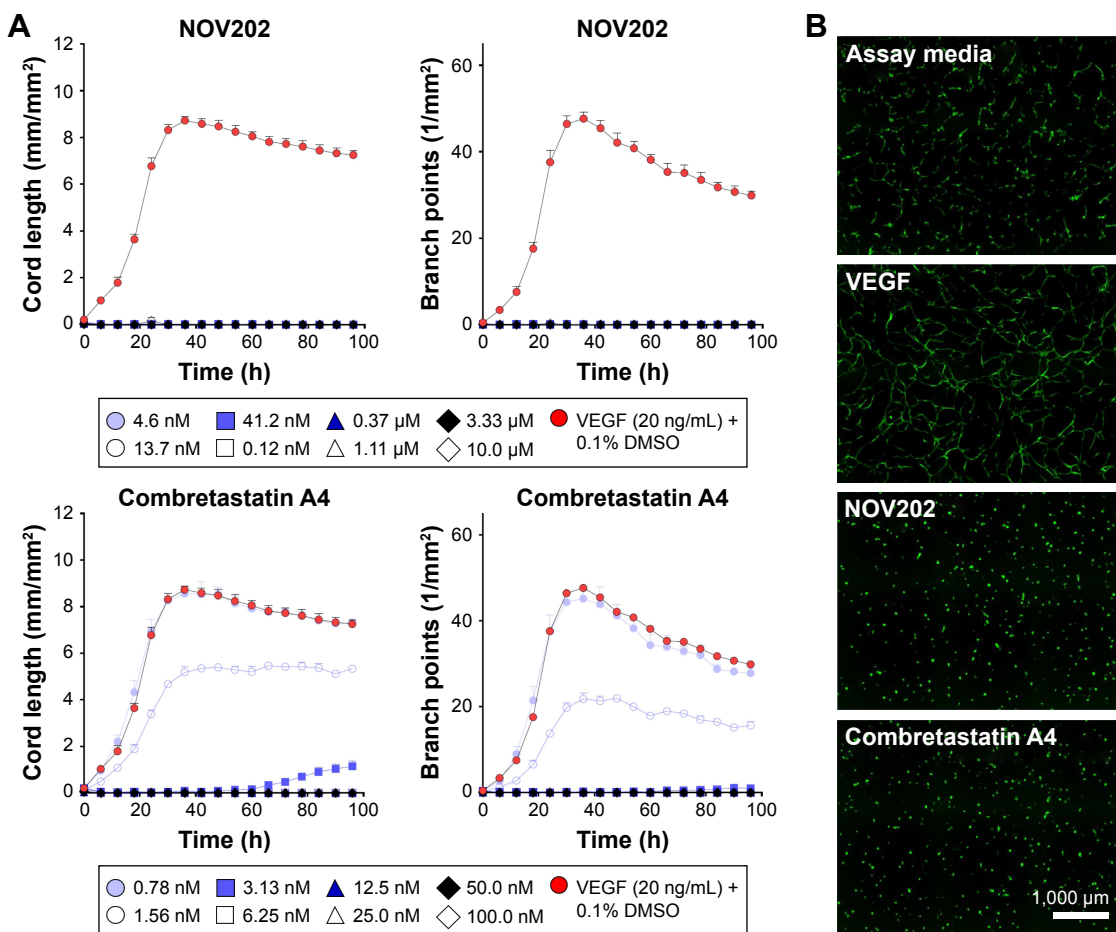 A
NOV202
Cord length (mm/mm²)
12
10
8
6
4
2
0
0
20
40
60
80
100
Time (h)
NOV202
Branch points (1/mm²)
60
40
20
0
0
20
40
60
80
100
Time (h)
4.6 nM
41.2 nM
0.37 µM
3.33 µM
VEGF (20 ng/mL) +
0.1% DMSO
13.7 nM
0.12 nM
1.11 µM
10.0 µM
Combretastatin A4
Cord length (mm/mm²)
12
10
8
6
4
2
0
0
20
40
60
80
100
Time (h)
Combretastatin A4
Branch points (1/mm²)
60
40
20
0
0
20
40
60
80
100
Time (h)
0.78 nM
3.13 nM
12.5 nM
50.0 nM
VEGF (20 ng/mL) +
0.1% DMSO
1.56 nM
6.25 nM
25.0 nM
100.0 nM
B
Assay media
VEGF
NOV202
Combretastatin A4
1,000 µm